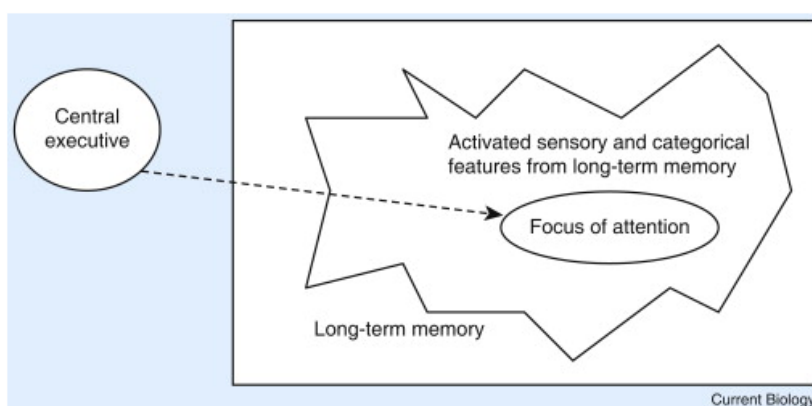 Central
executive
Activated sensory and categorical
features from long-term memory
Focus of attention
Long-term memory
Current Biology